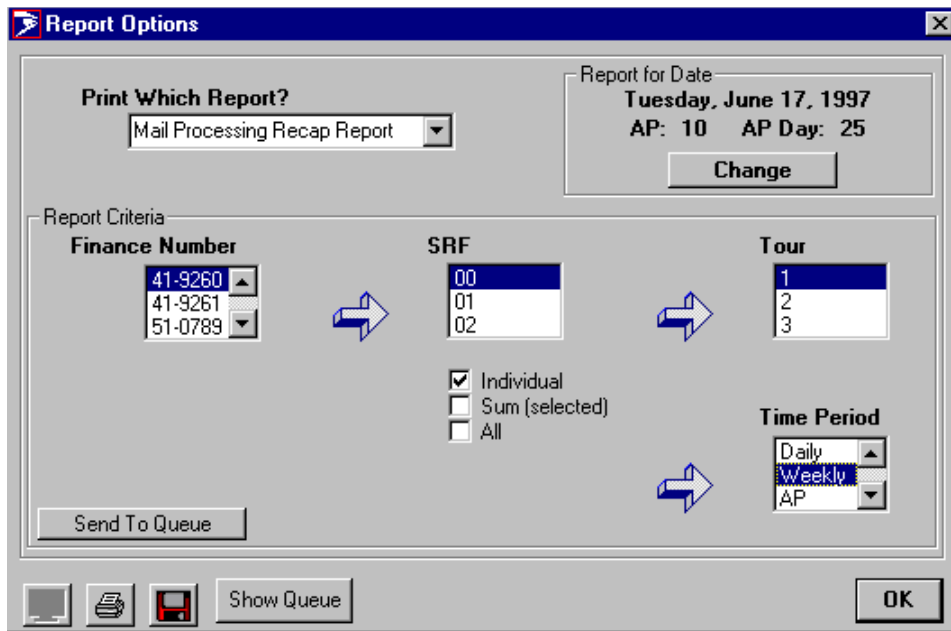 Report Options
Print Which Report?
Mail Processing Recap Report
Report for Date
Tuesday, June 17, 1997
AP: 10 AP Day: 25
Change
Report Criteria
Finance Number
41-9260
41-9261
51-0789
SRF
00
01
02
Tour
1
2
3
Individual
Sum (selected)
All
Time Period
Daily
Weekly
AP
Send To Queue
Show Queue
OK